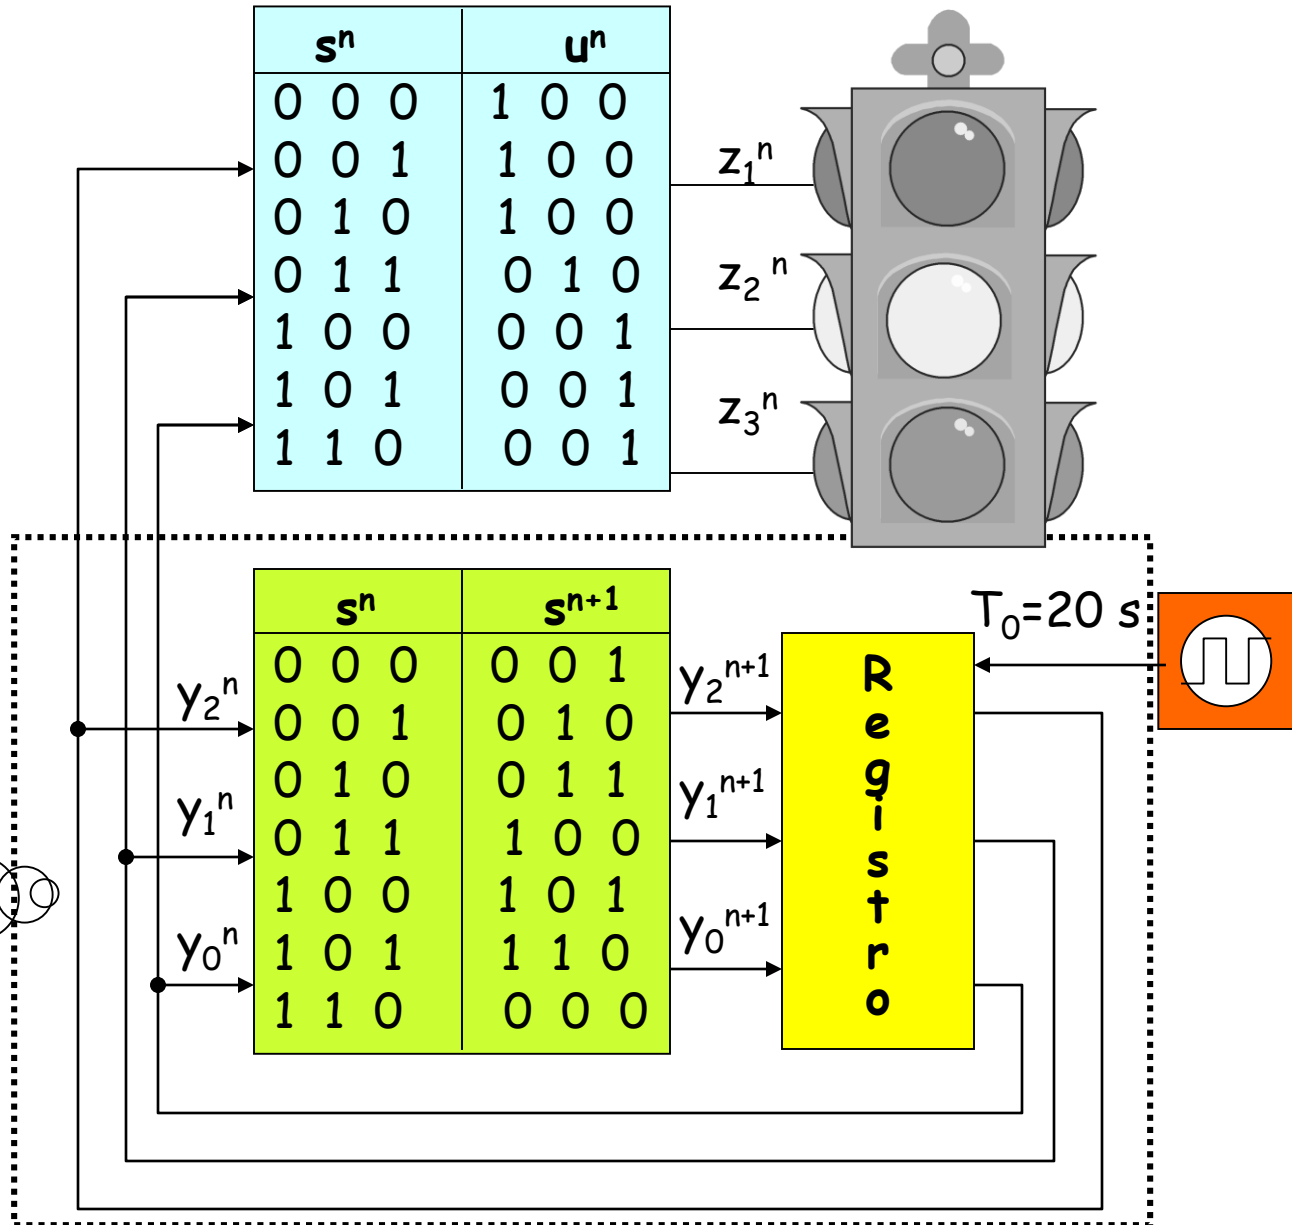 sⁿ uⁿ
0 0 0 1 0 0
0 0 1 1 0 0
0 1 0 1 0 0
0 1 1 0 1 0
1 0 0 0 0 1
1 0 1 0 0 1
1 1 0 0 0 1
z₁ⁿ
z₂ⁿ
z₃ⁿ
T₀=20 s
sⁿ sⁿ⁺¹
0 0 0 0 0 1
0 0 1 0 1 0
0 1 0 0 1 1
0 1 1 1 0 0
1 0 0 1 0 1
1 0 1 1 1 0
1 1 0 0 0 0
y₂ⁿ
y₁ⁿ
y₀ⁿ
y₂ⁿ⁺¹
y₁ⁿ⁺¹
y₀ⁿ⁺¹
Registro